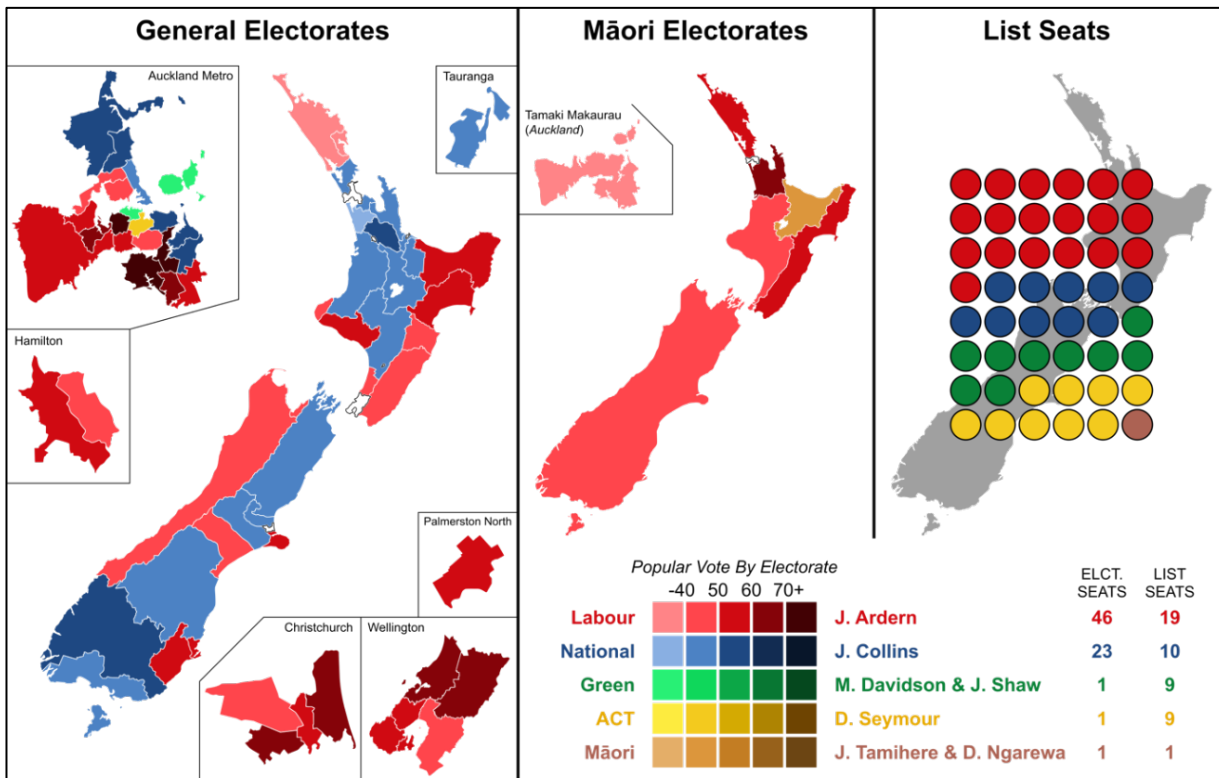 General Electorates
Māori Electorates
List Seats
Auckland Metro
Tauranga
Tamaki Makaurau
(Auckland)
Hamilton
Palmerston North
Christchurch
Wellington
Popular Vote By Electorate
-40 50 60 70+
ELCT. SEATS
LIST SEATS
Labour J. Ardern 46 19
National J. Collins 23 10
Green M. Davidson & J. Shaw 1 9
ACT D. Seymour 1 9
Māori J. Tamihere & D. Ngarewa 1 1